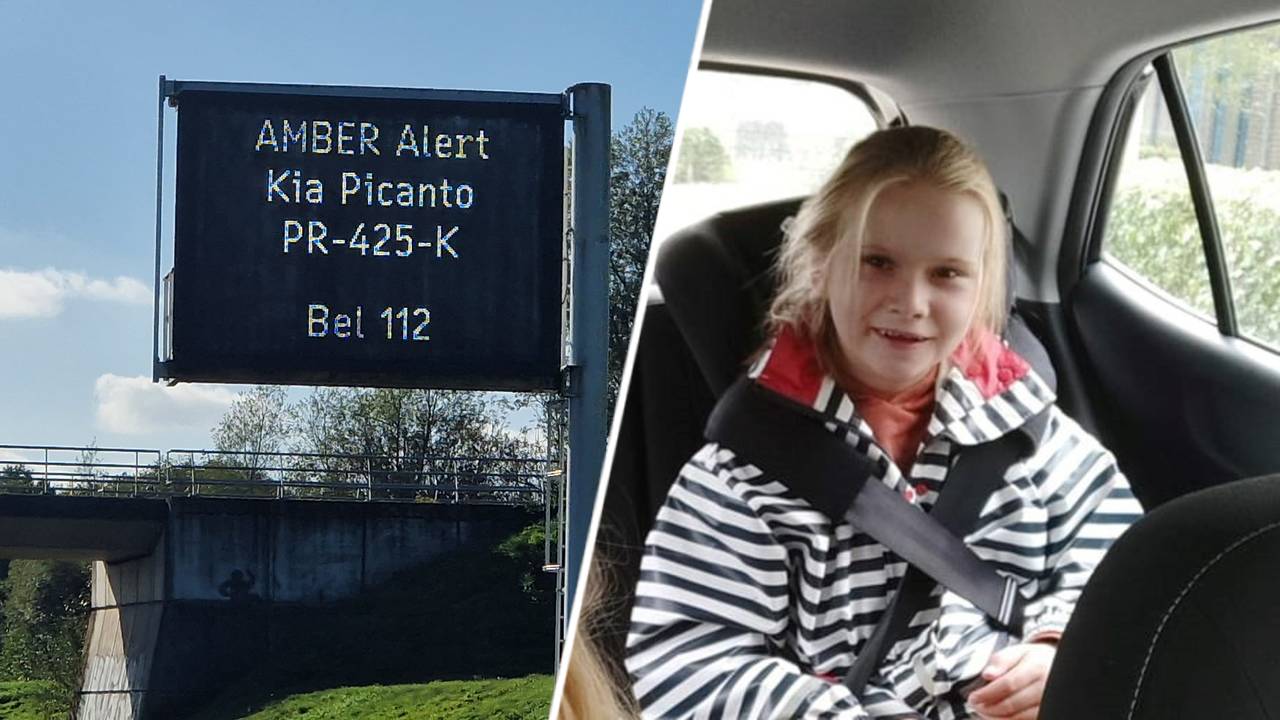 AMBER Alert
Kia Picanto
PR-425-K
Bel 112